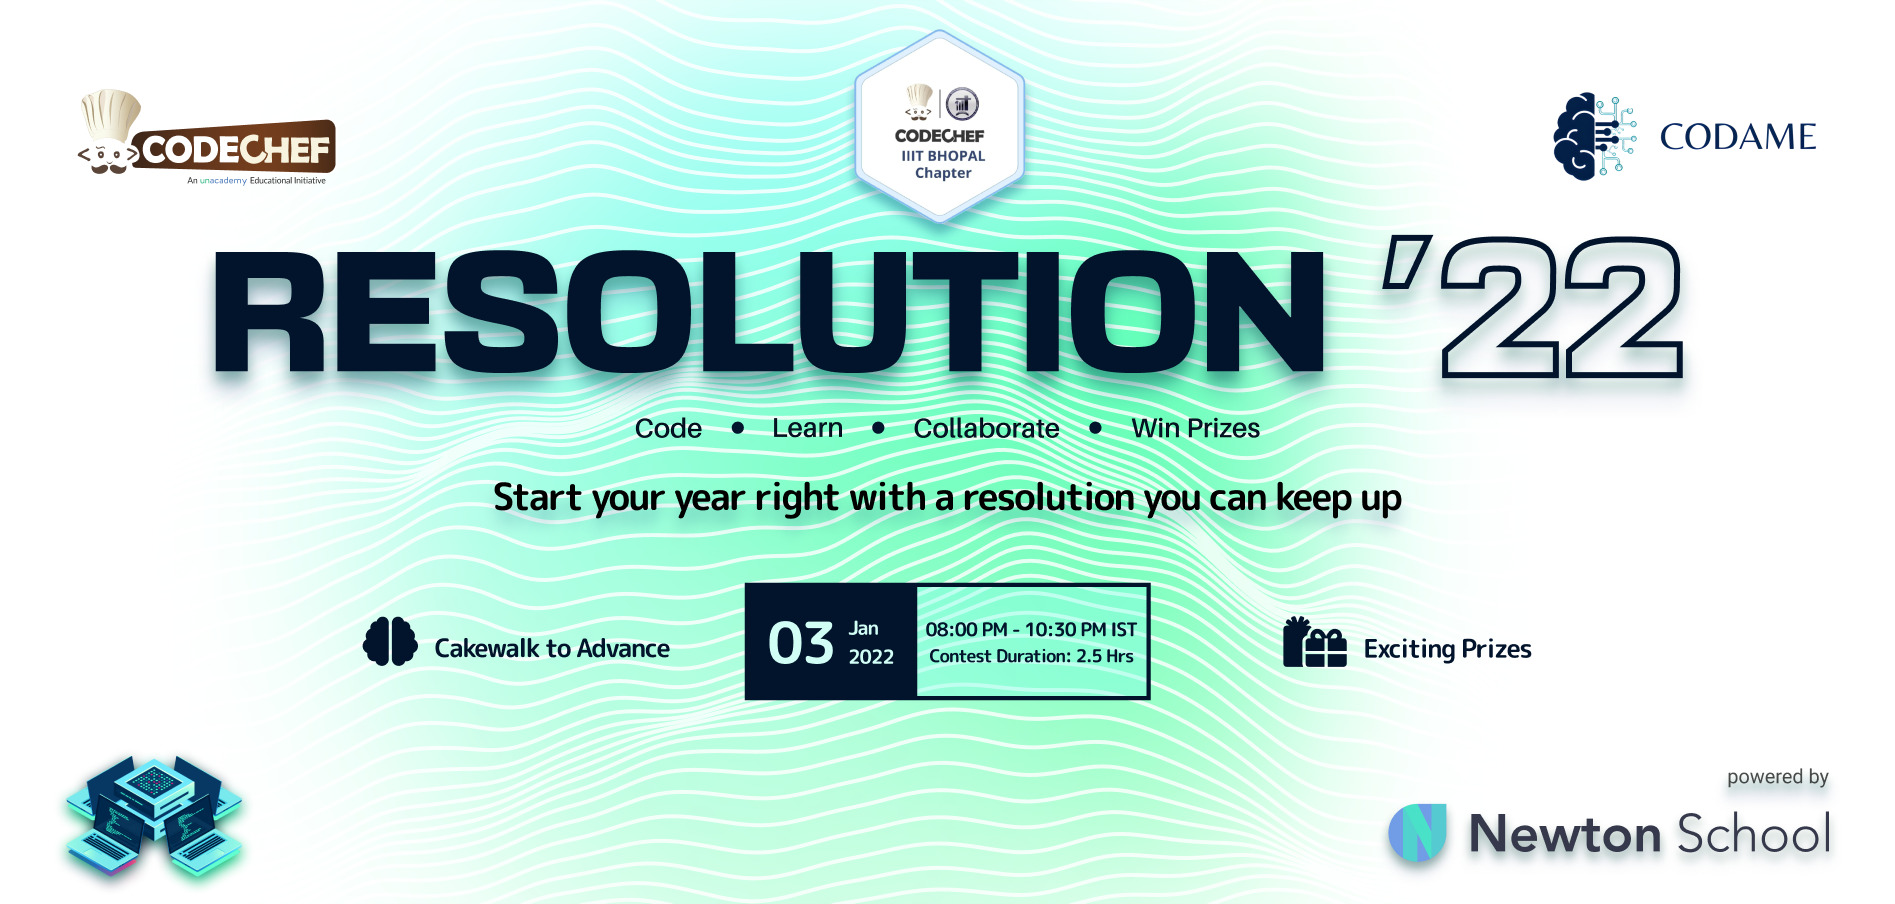 CODECHEF
An unacademy Educational Initiative
CODECHEF
IIIT BHOPAL
Chapter
CODAME
RESOLUTION '22
Code • Learn • Collaborate • Win Prizes
Start your year right with a resolution you can keep up
Cakewalk to Advance
03 Jan 2022
08:00 PM - 10:30 PM IST
Contest Duration: 2.5 Hrs
Exciting Prizes
powered by
Newton School